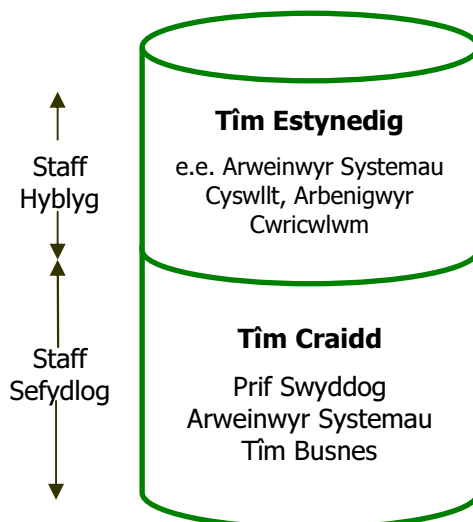 Tîm Estynedig
Staff
Hyblyg
e.e. Arweinwyr Systemau
Cyswllt, Arbenigwyr
Cwricwlwm
Tîm Craidd
Staff
Sefydlog
Prif Swyddog
Arweinwyr Systemau
Tîm Busnes